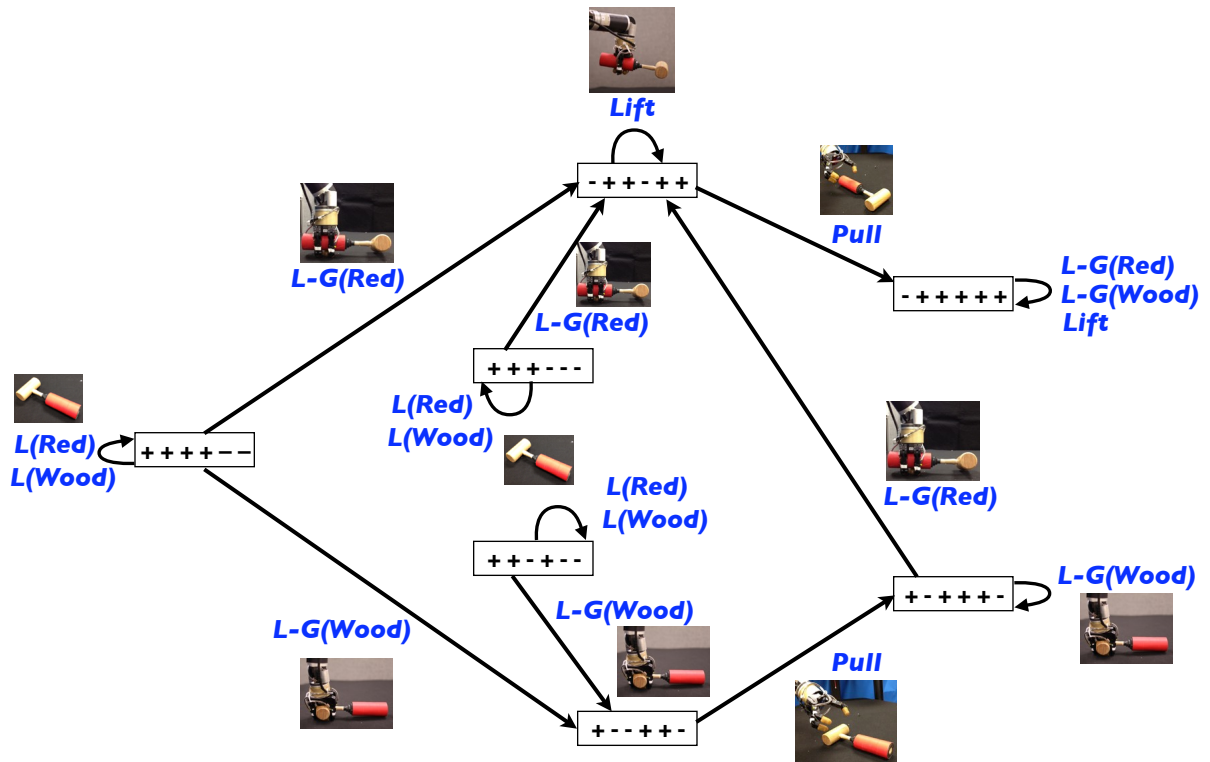 Lift
- + + - + +
L-G(Red)
Pull
L-G(Red)
L-G(Wood)
Lift
- + + + + +
L-G(Red)
+ + + - - -
L(Red)
L(Wood)
L(Red)
L(Wood)
+ + + + – –
L-G(Red)
L(Red)
L(Wood)
+ + - + - -
L-G(Wood)
+ - + + + -
L-G(Wood)
L-G(Wood)
Pull
+ - - + + -